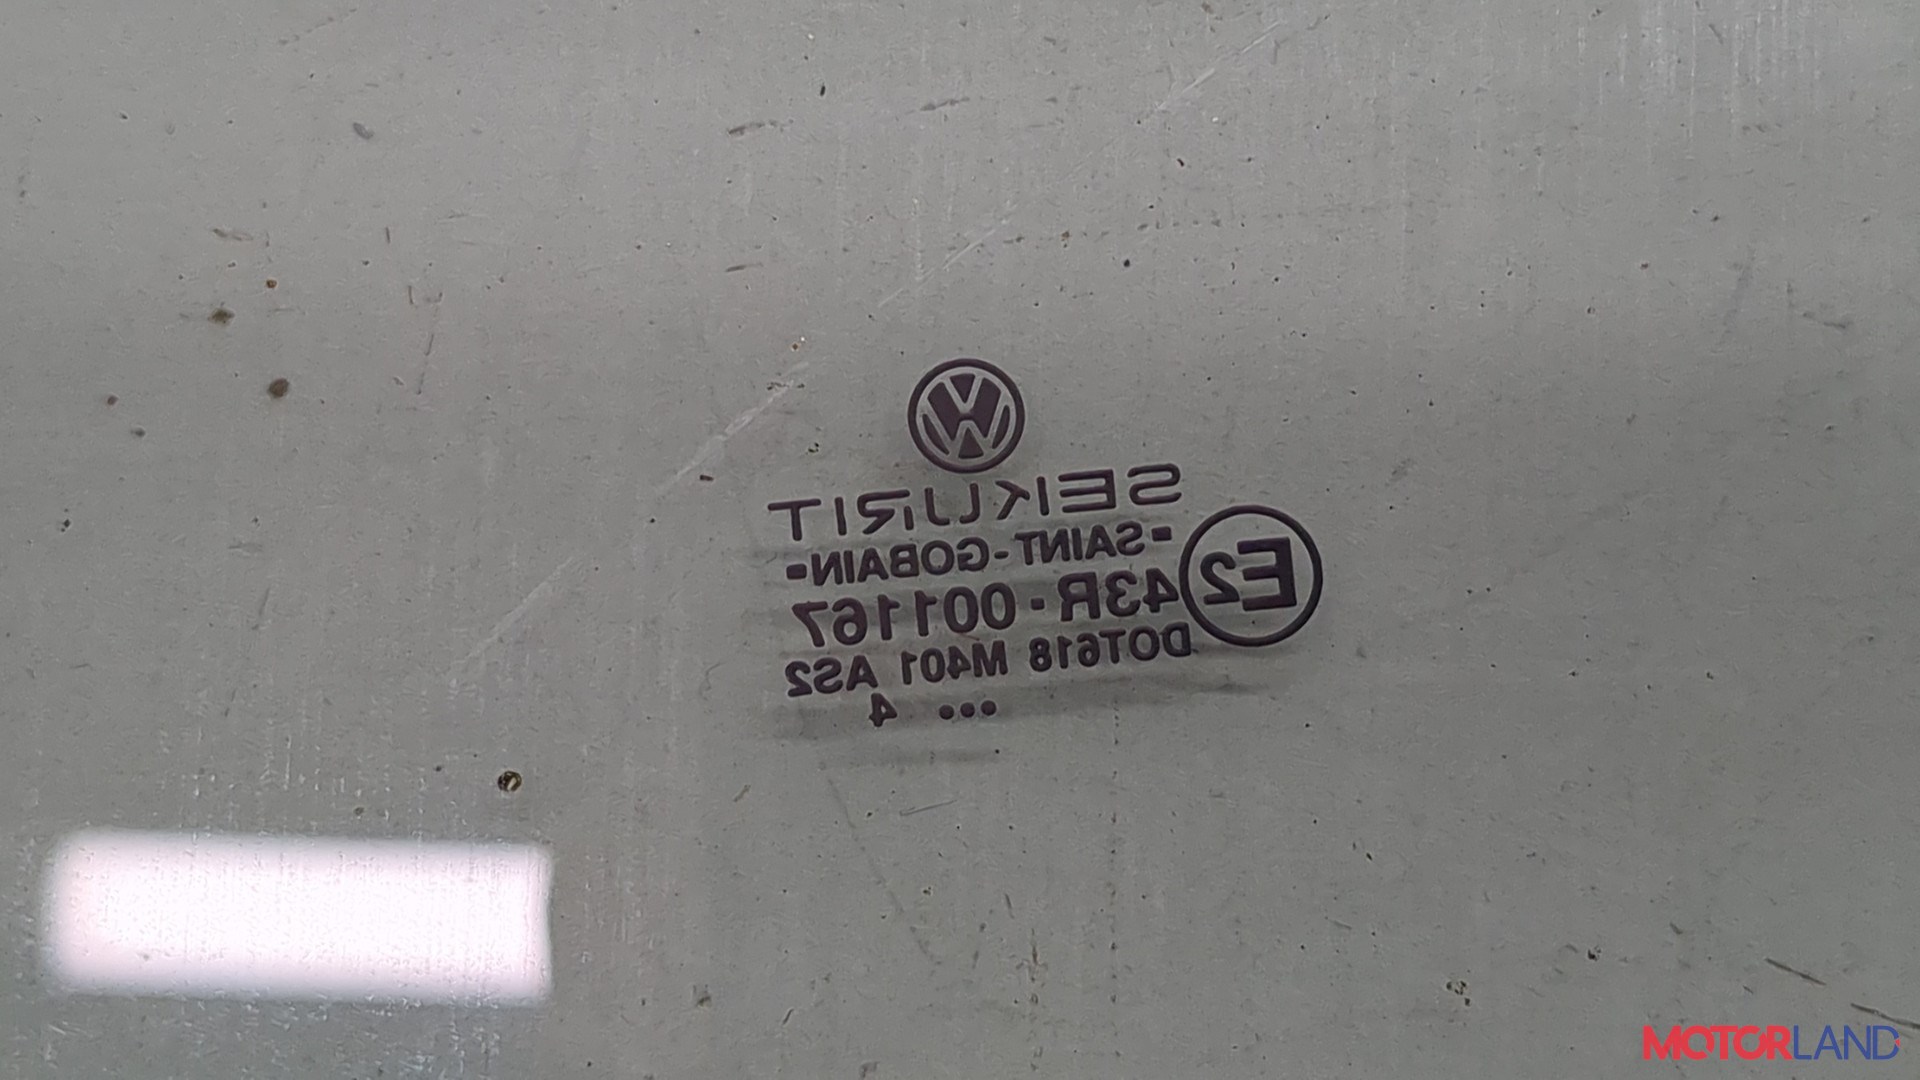 SEKURIT
-SAINT-GOBAIN-
E2
43R-001167
DOT618 M401 AS2
••• 4
MOTORLAND